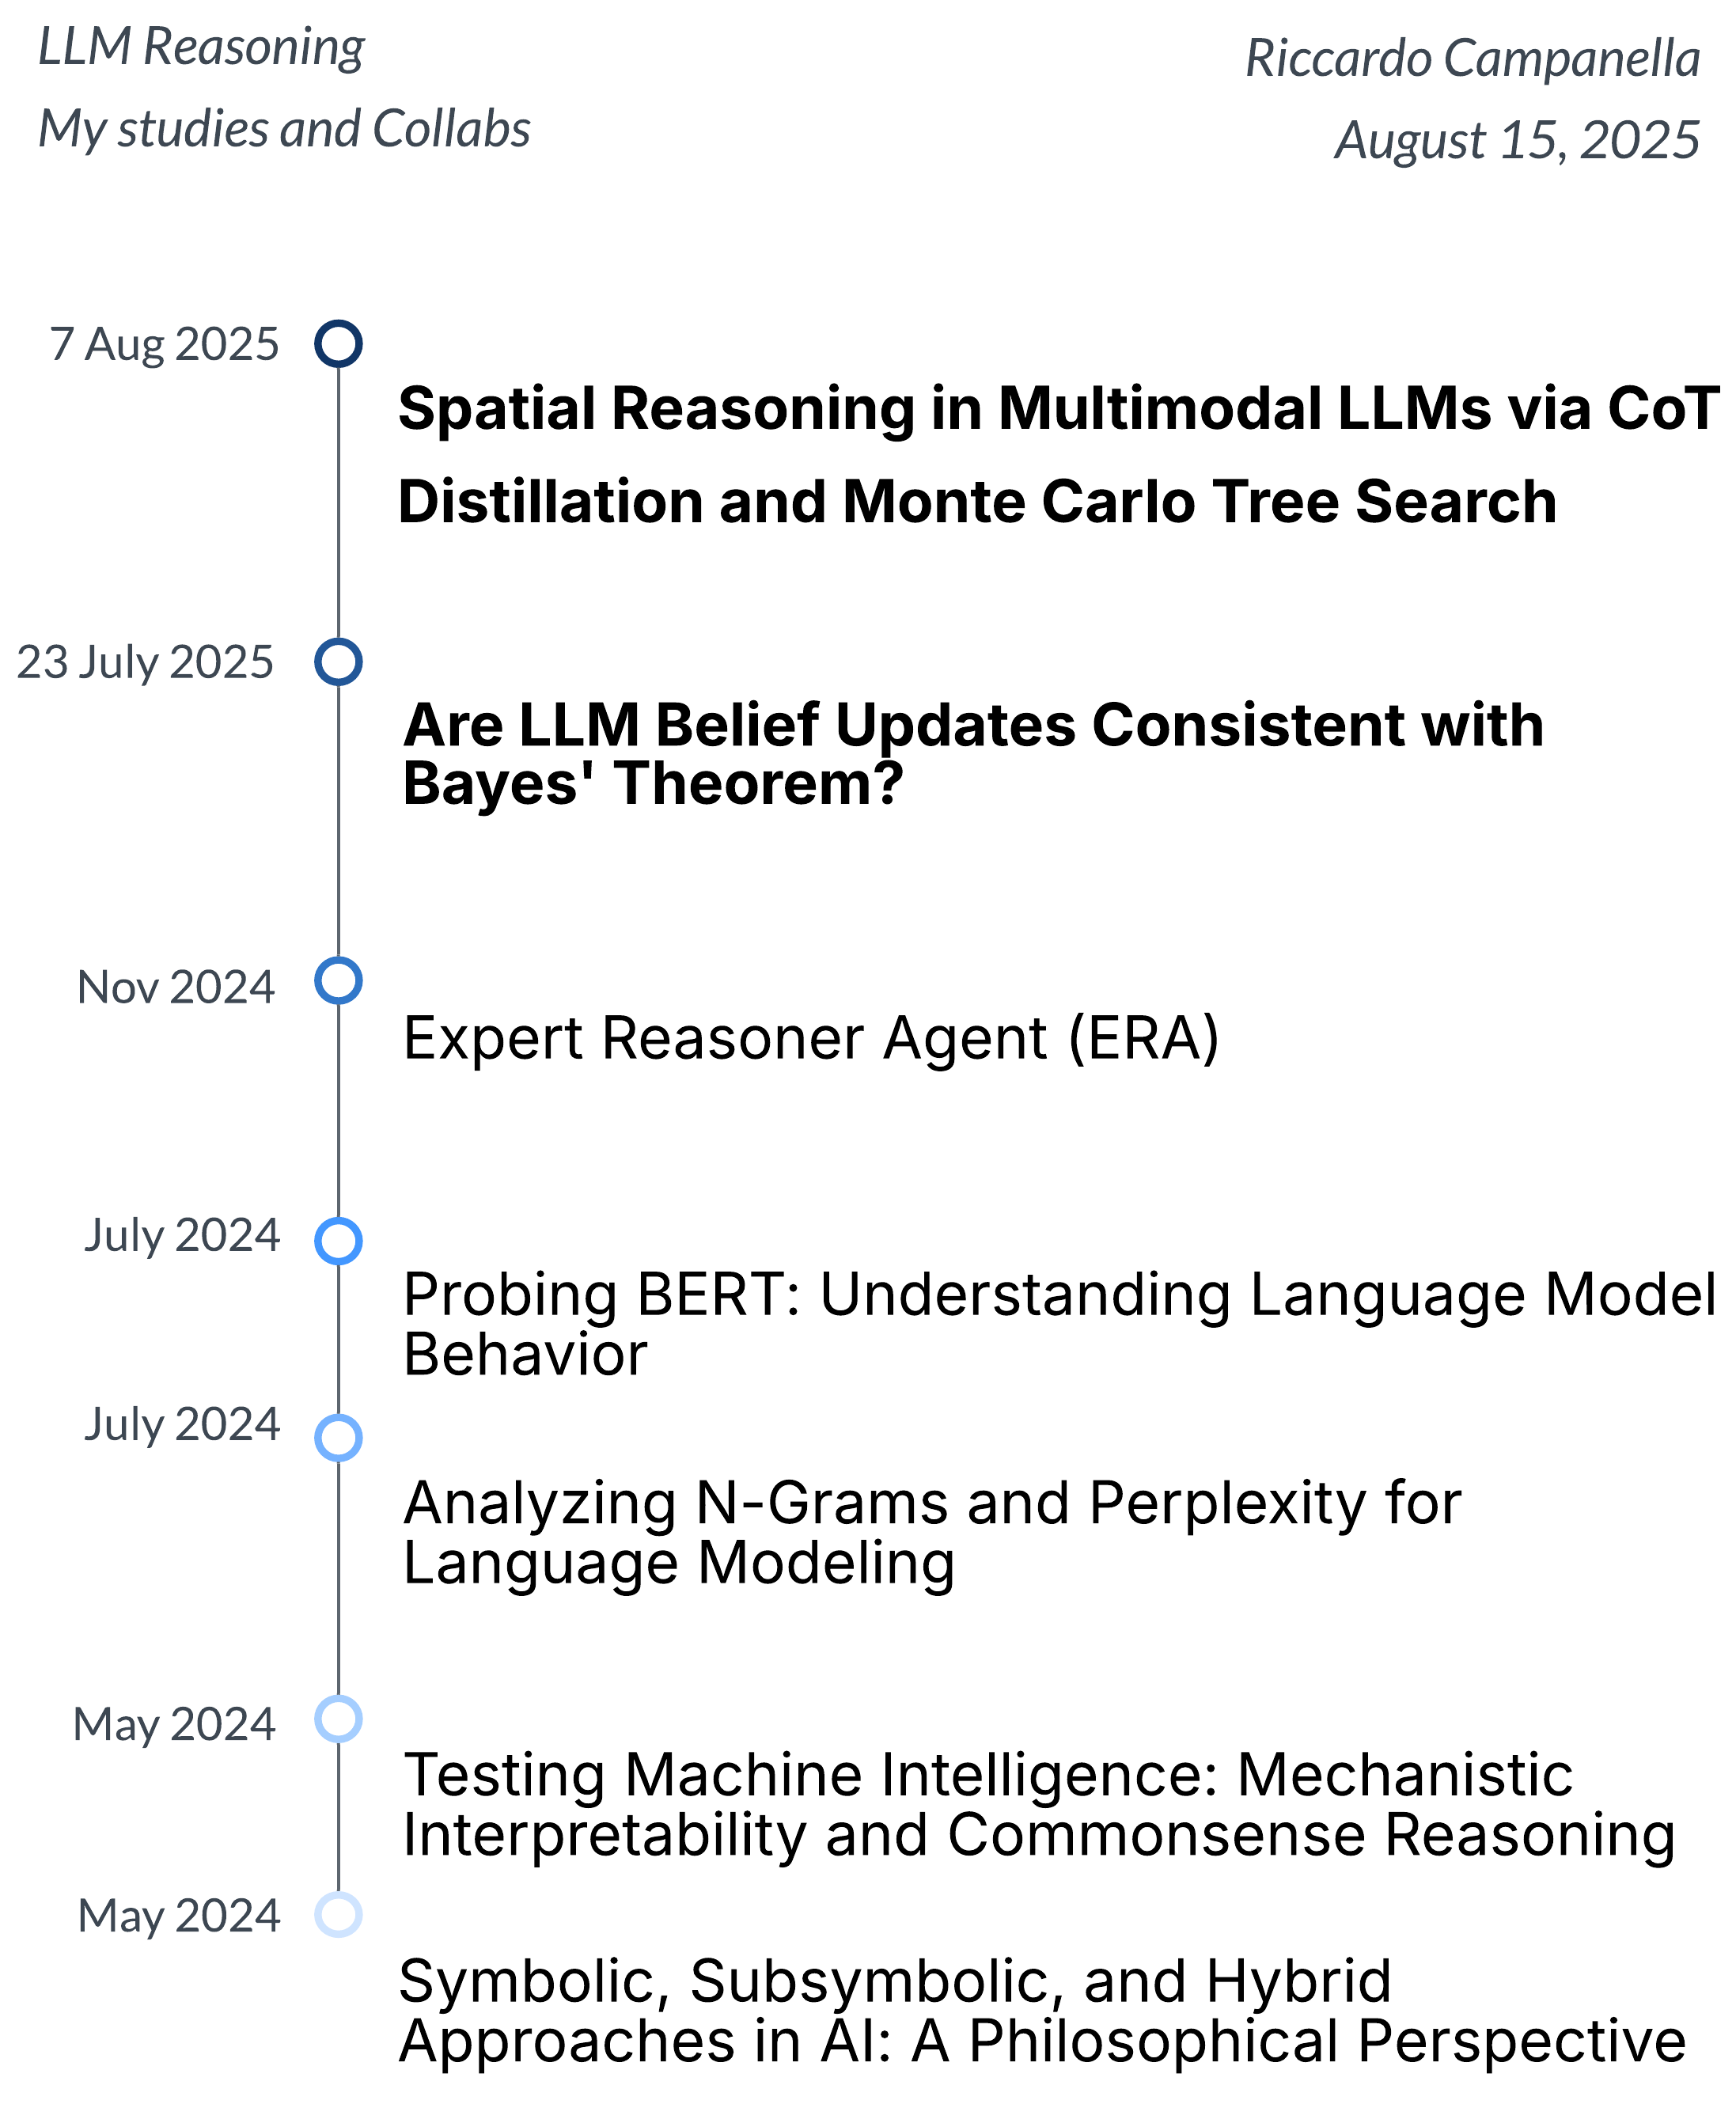 LLM Reasoning
My studies and Collabs
Riccardo Campanella
August 15, 2025
7 Aug 2025
Spatial Reasoning in Multimodal LLMs via CoT
Distillation and Monte Carlo Tree Search
23 July 2025
Are LLM Belief Updates Consistent with
Bayes' Theorem?
Nov 2024
Expert Reasoner Agent (ERA)
July 2024
Probing BERT: Understanding Language Model
Behavior
July 2024
Analyzing N-Grams and Perplexity for
Language Modeling
May 2024
Testing Machine Intelligence: Mechanistic
Interpretability and Commonsense Reasoning
May 2024
Symbolic, Subsymbolic, and Hybrid
Approaches in AI: A Philosophical Perspective